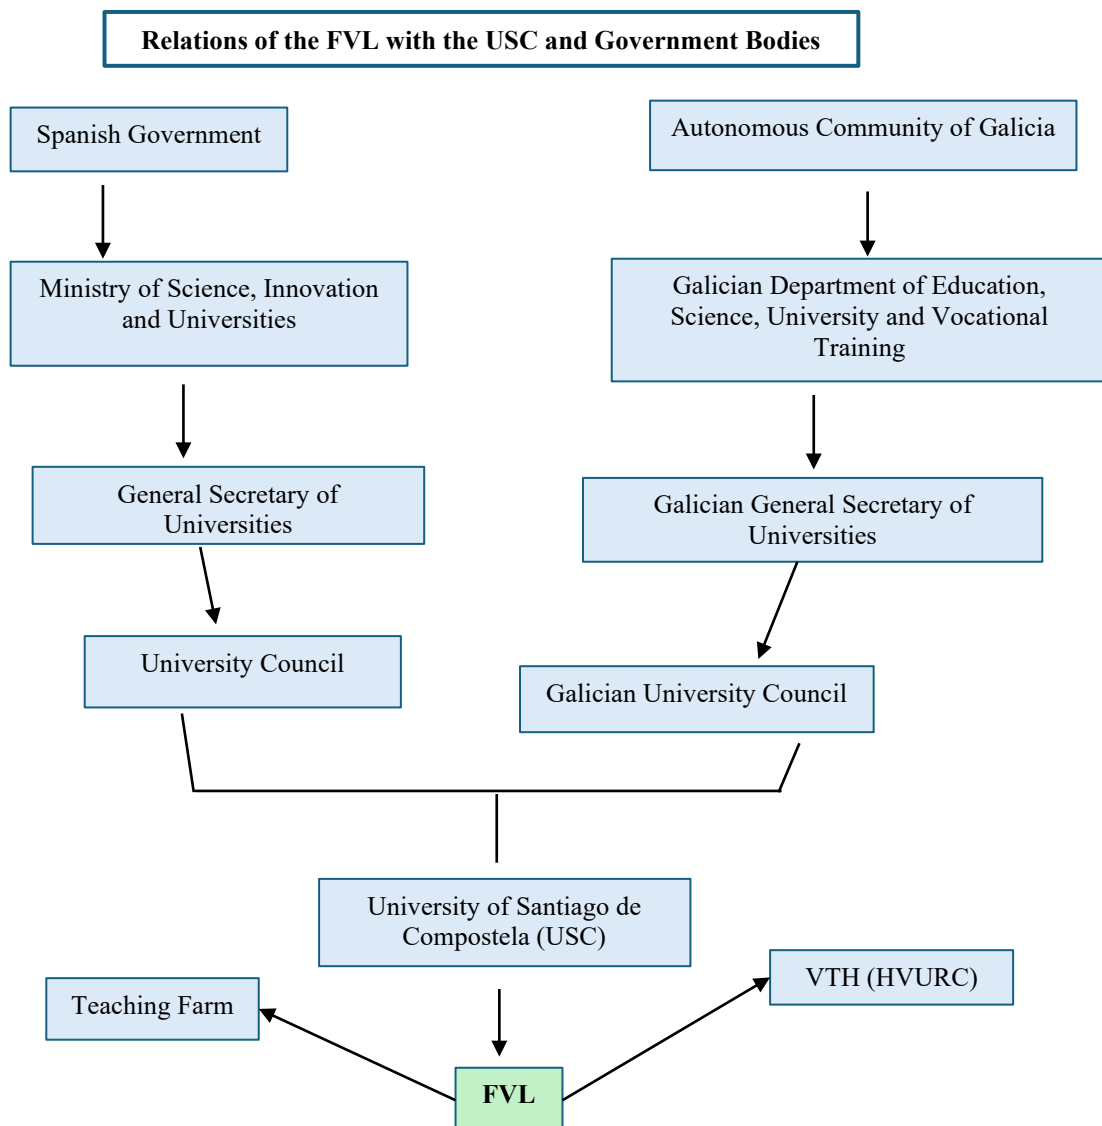 Relations of the FVL with the USC and Government Bodies
Spanish Government
Autonomous Community of Galicia
Ministry of Science, Innovation
and Universities
Galician Department of Education,
Science, University and Vocational
Training
General Secretary of
Universities
Galician General Secretary of
Universities
University Council
Galician University Council
University of Santiago de
Compostela (USC)
Teaching Farm
VTH (HVURC)
FVL